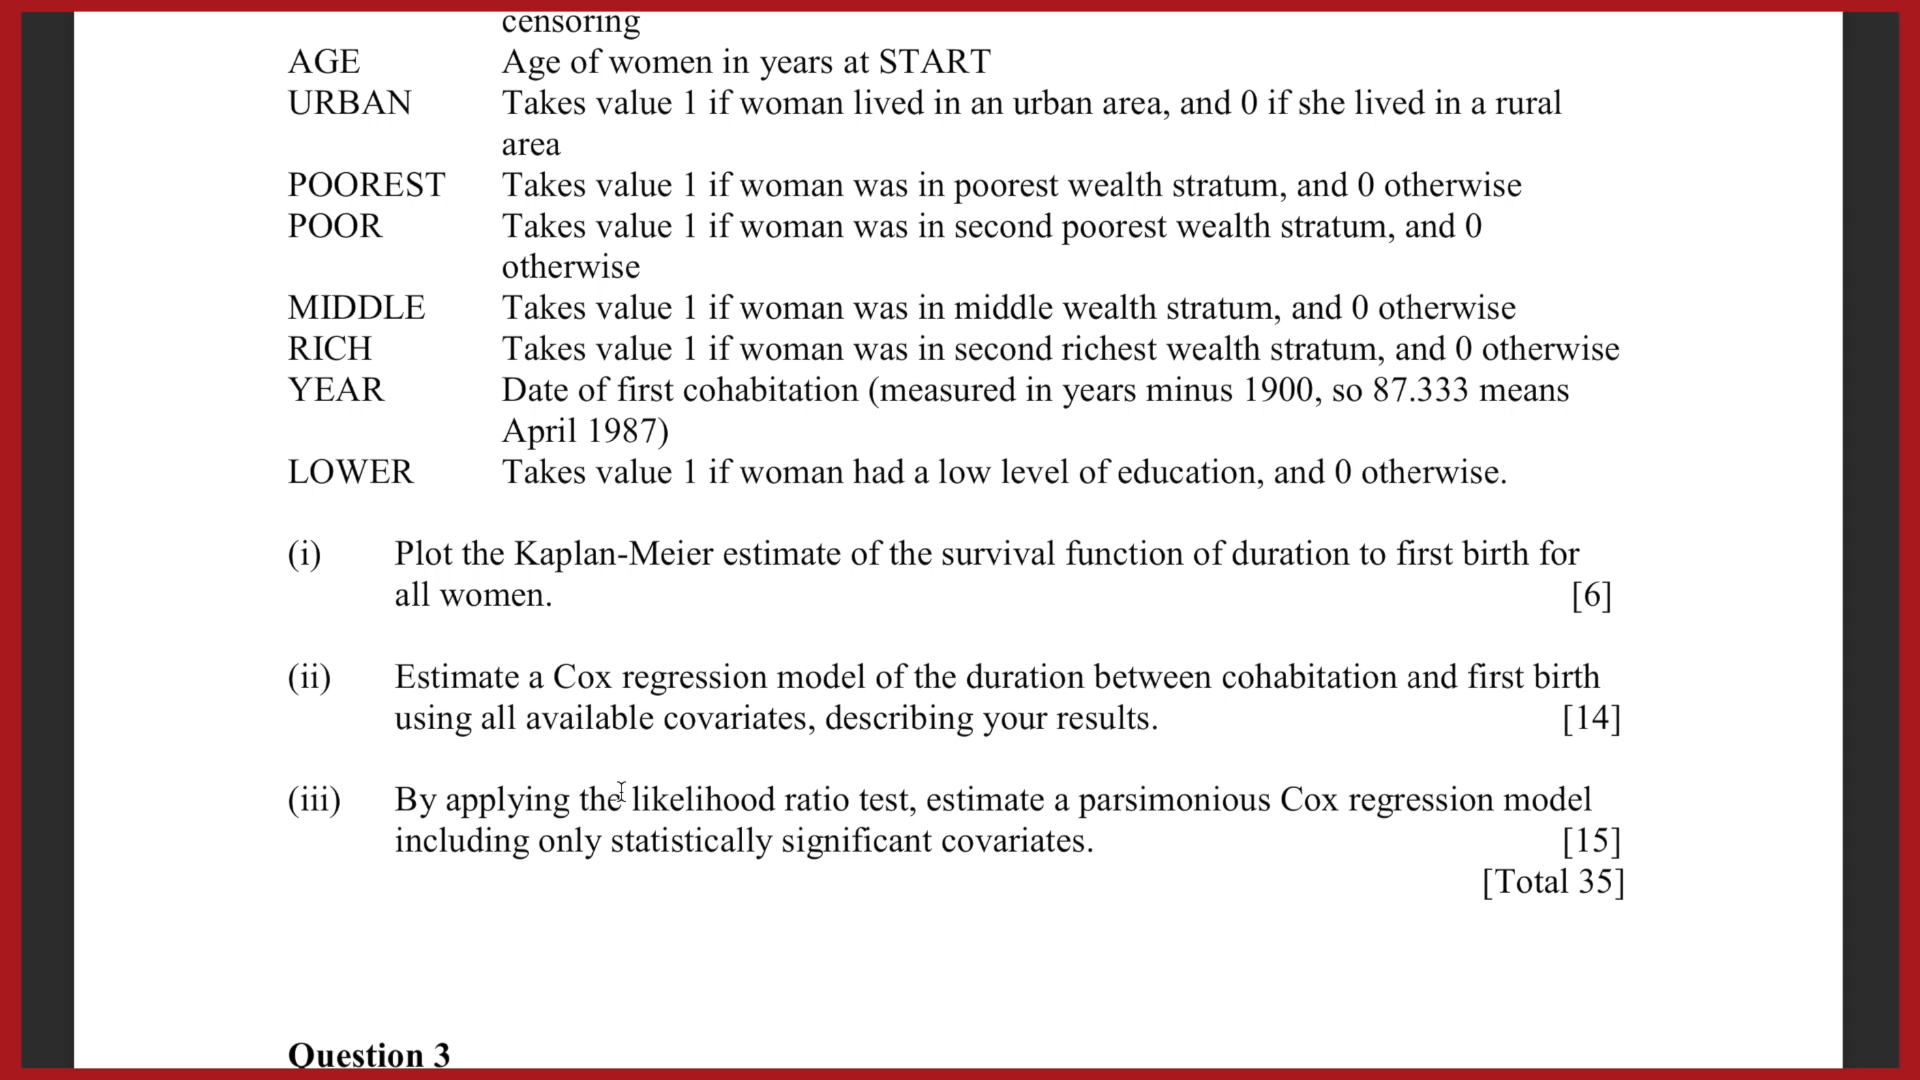 censoring
AGE Age of women in years at START
URBAN Takes value 1 if woman lived in an urban area, and 0 if she lived in a rural
area
POOREST Takes value 1 if woman was in poorest wealth stratum, and 0 otherwise
POOR Takes value 1 if woman was in second poorest wealth stratum, and 0
otherwise
MIDDLE Takes value 1 if woman was in middle wealth stratum, and 0 otherwise
RICH Takes value 1 if woman was in second richest wealth stratum, and 0 otherwise
YEAR Date of first cohabitation (measured in years minus 1900, so 87.333 means
April 1987)
LOWER Takes value 1 if woman had a low level of education, and 0 otherwise.
(i) Plot the Kaplan-Meier estimate of the survival function of duration to first birth for
all women. [6]
(ii) Estimate a Cox regression model of the duration between cohabitation and first birth
using all available covariates, describing your results. [14]
(iii) By applying the likelihood ratio test, estimate a parsimonious Cox regression model
including only statistically significant covariates. [15]
[Total 35]
Question 3